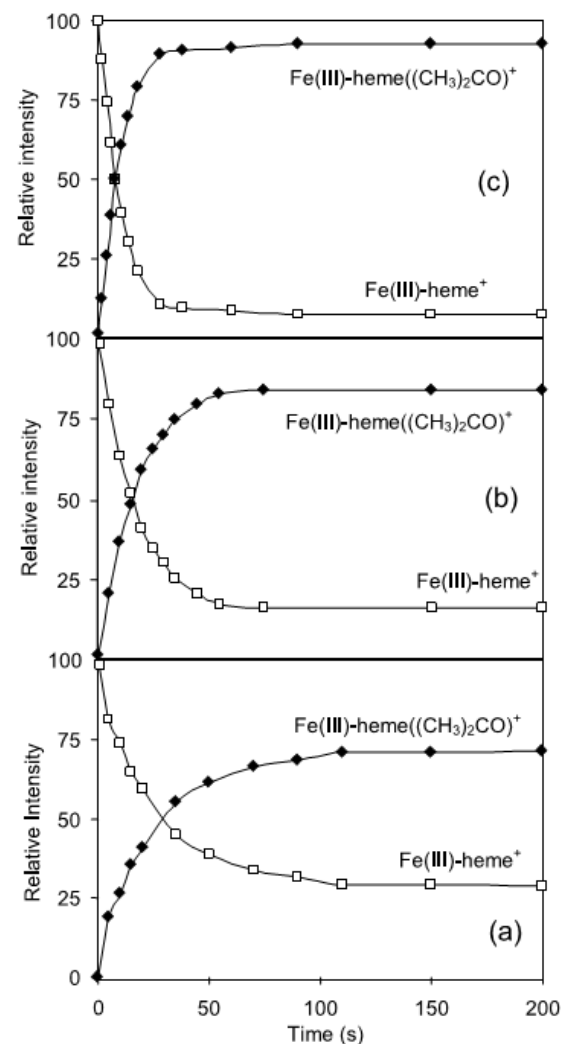 100
75
50
25
Relative intensity
Fe(III)-heme((CH₃)₂CO)⁺
(c)
Fe(III)-heme⁺
100
75
50
25
Relative intensity
Fe(III)-heme((CH₃)₂CO)⁺
(b)
Fe(III)-heme⁺
100
75
50
25
0
Relative Intensity
Fe(III)-heme((CH₃)₂CO)⁺
Fe(III)-heme⁺
(a)
0 50 100 150 200
Time (s)